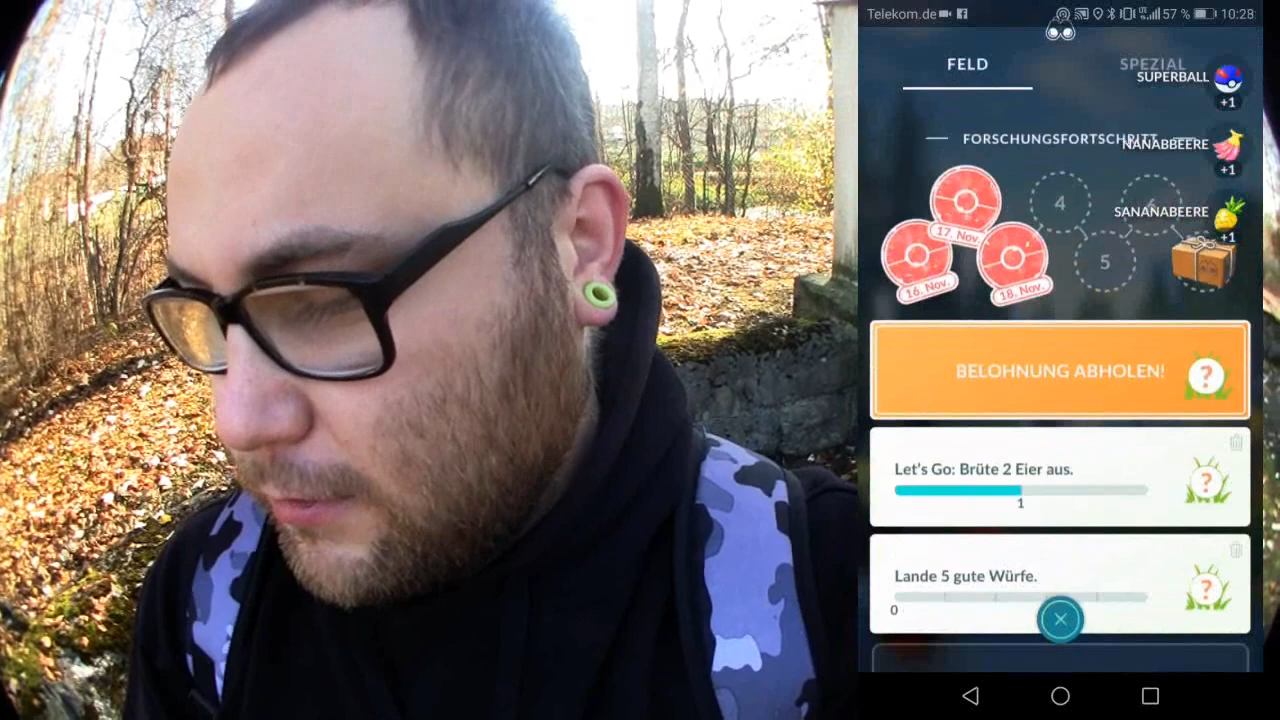 Telekom.de
57 %
10:28
FELD
SPEZIAL
SUPERBALL
+1
FORSCHUNGSFORTSCHRITT
NANABBEERE
+1
SANANABEERE
+1
4
6
5
17. Nov.
16. Nov.
18. Nov.
BELOHNUNG ABHOLEN!
?
Let's Go: Brüte 2 Eier aus.
?
1
Lande 5 gute Würfe.
?
0